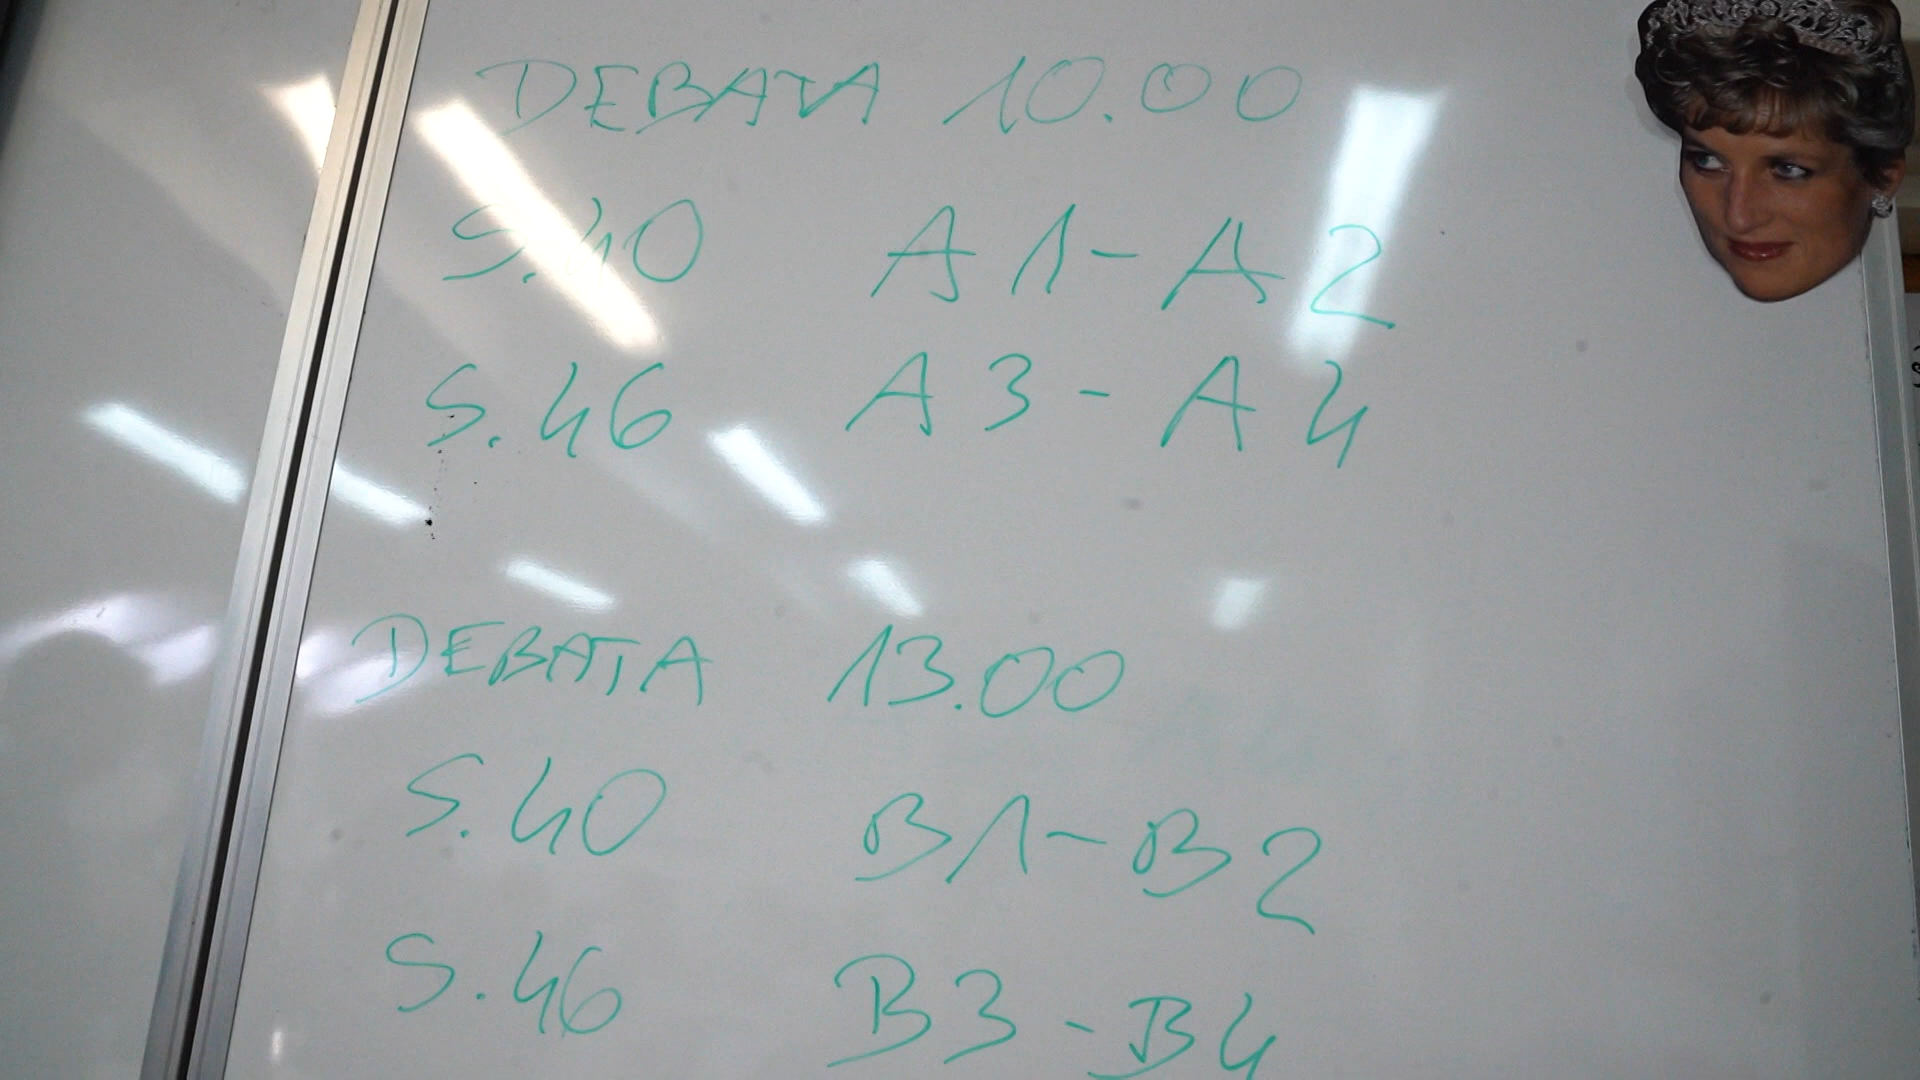 DEBATA 10.00
S.40 A1-A2
S.46 A3-A4
DEBATA 13.00
S.40 B1-B2
S.46 B3-B4